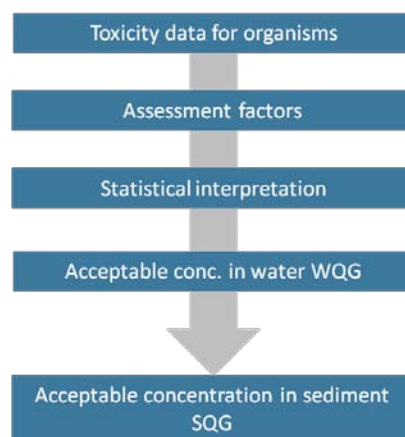 Toxicity data for organisms
Assessment factors
Statistical interpretation
Acceptable conc. in water WQG
Acceptable concentration in sediment
SQG